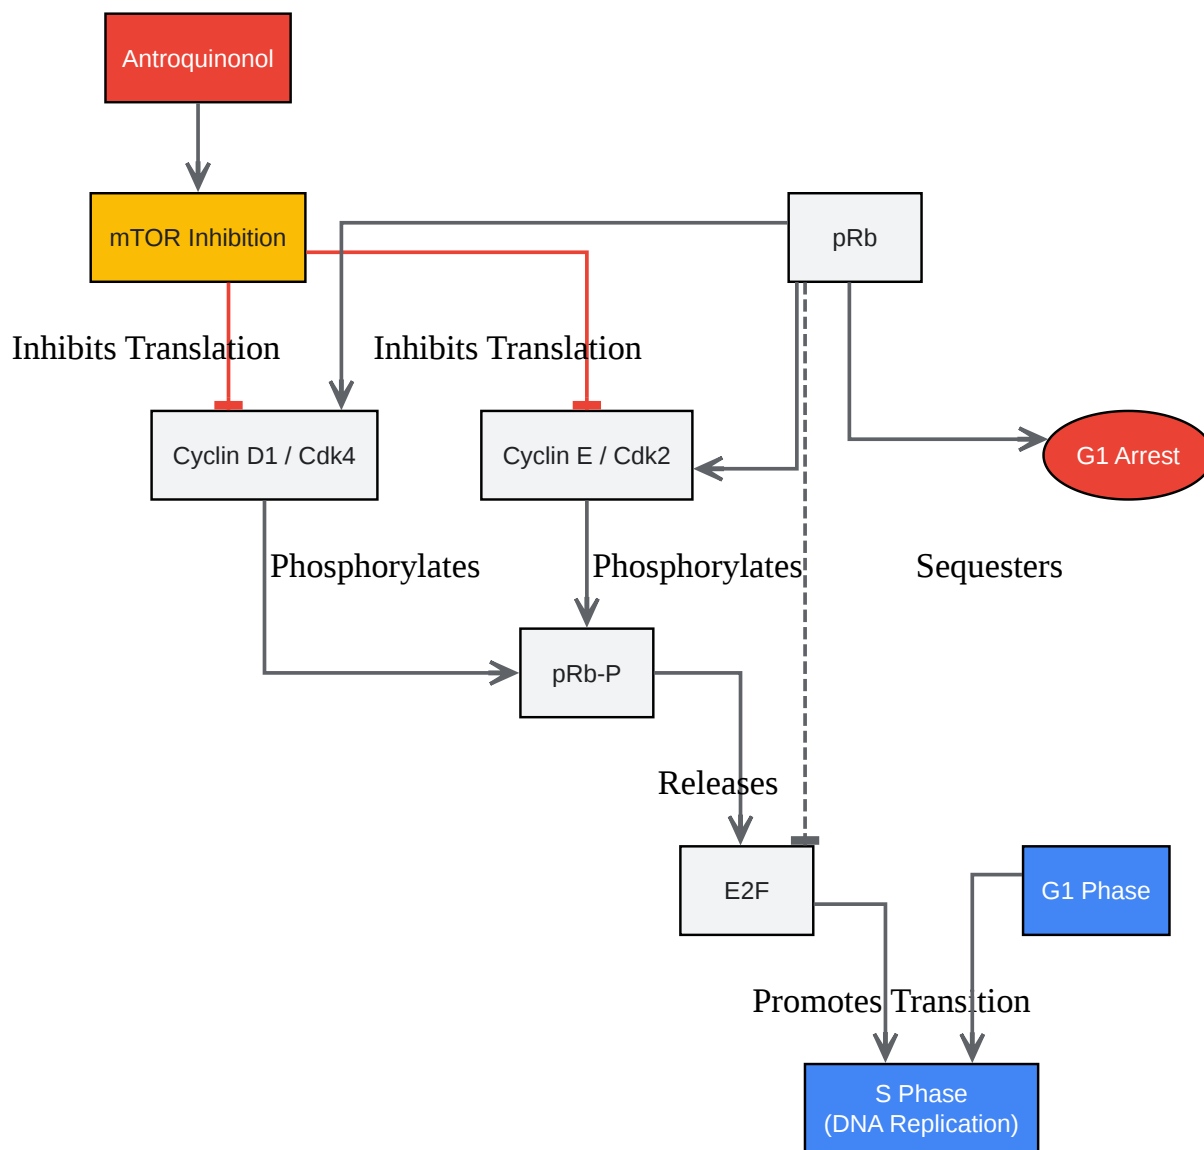 Antroquinonol
mTOR Inhibition
pRb
Inhibits Translation
Inhibits Translation
Cyclin D1 / Cdk4
Cyclin E / Cdk2
G1 Arrest
Phosphorylates
Phosphorylates
Sequesters
pRb-P
Releases
E2F
G1 Phase
Promotes Transition
S Phase
(DNA Replication)